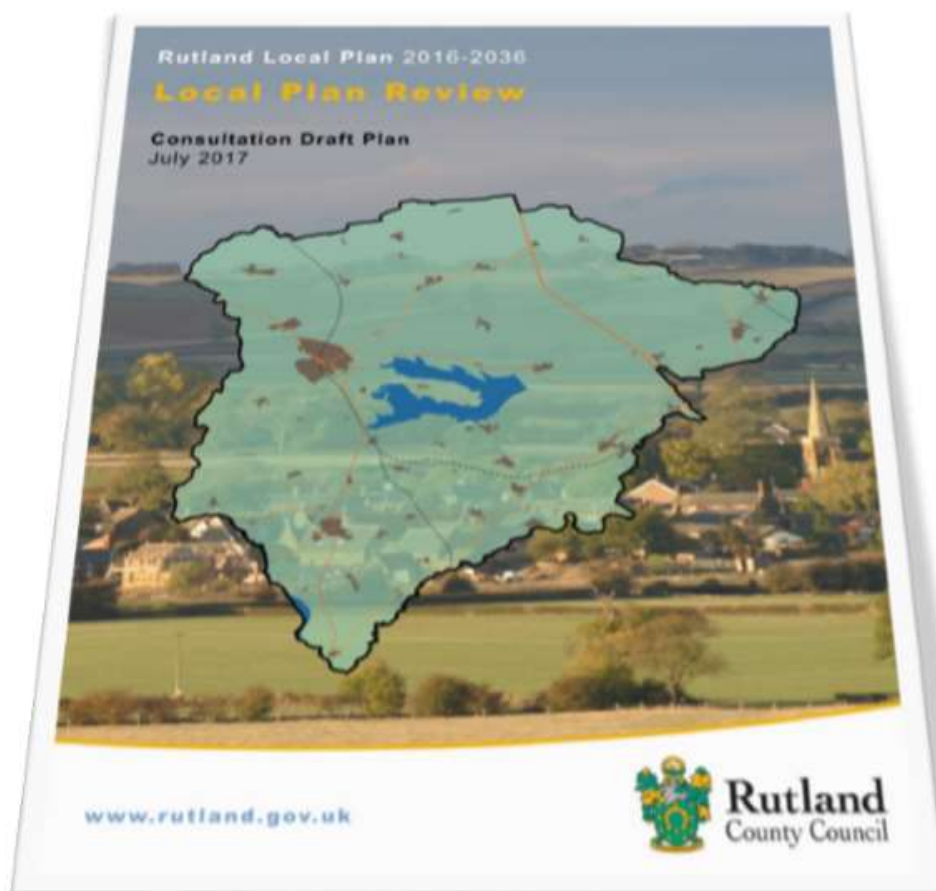 Rutland Local Plan 2016-2036
Local Plan Review
Consultation Draft Plan
July 2017
www.rutland.gov.uk
Rutland
County Council